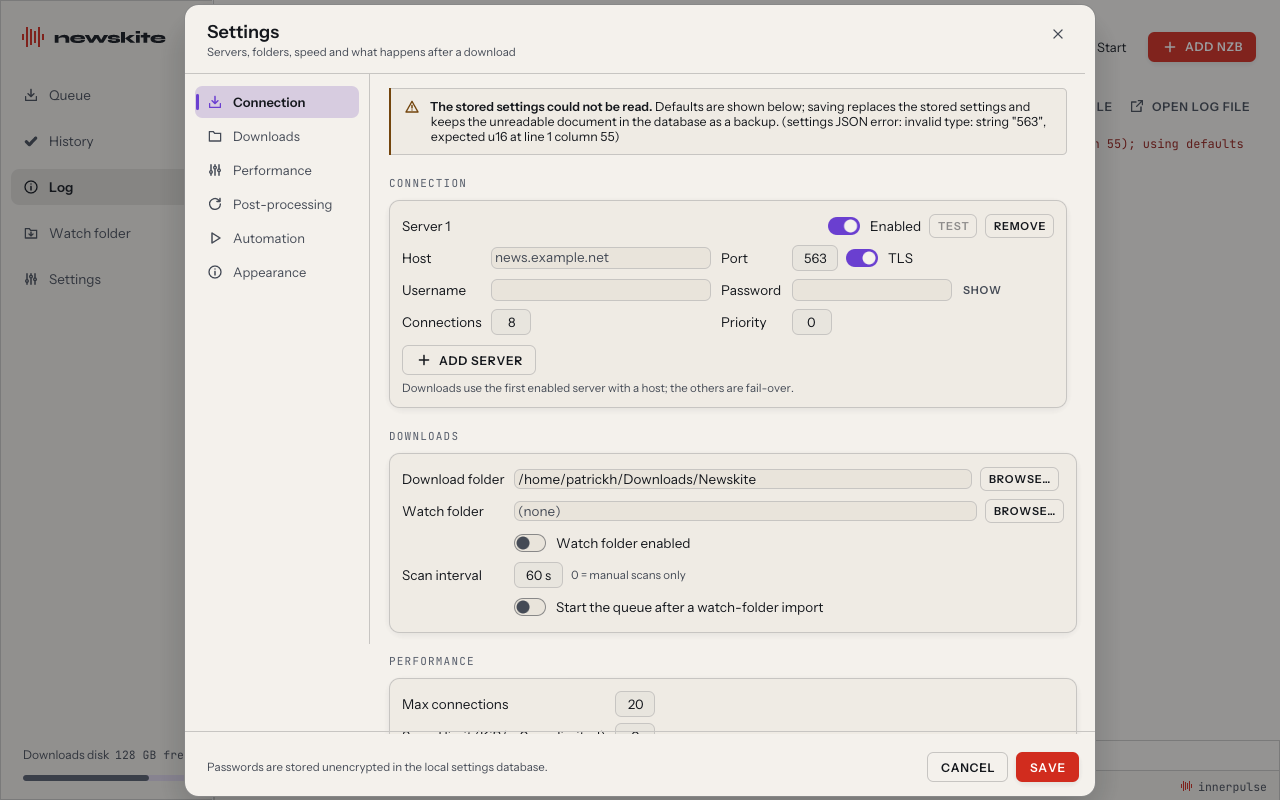 newskite
Queue
History
Log
Watch folder
Settings
Downloads disk 128 GB fre
Start
ADD NZB
LE
OPEN LOG FILE
55); using defaults
innerpulse
Settings
Servers, folders, speed and what happens after a download
Connection
Downloads
Performance
Post-processing
Automation
Appearance
The stored settings could not be read. Defaults are shown below; saving replaces the stored settings and
keeps the unreadable document in the database as a backup. (settings JSON error: invalid type: string "563",
expected u16 at line 1 column 55)
CONNECTION
Server 1
Enabled
TEST
REMOVE
Host
news.example.net
Port
563
TLS
Username
Password
SHOW
Connections
8
Priority
0
ADD SERVER
Downloads use the first enabled server with a host; the others are fail-over.
DOWNLOADS
Download folder
/home/patrickh/Downloads/Newskite
BROWSE…
Watch folder
(none)
BROWSE…
Watch folder enabled
Scan interval
60 s
0 = manual scans only
Start the queue after a watch-folder import
PERFORMANCE
Max connections
20
Passwords are stored unencrypted in the local settings database.
CANCEL
SAVE